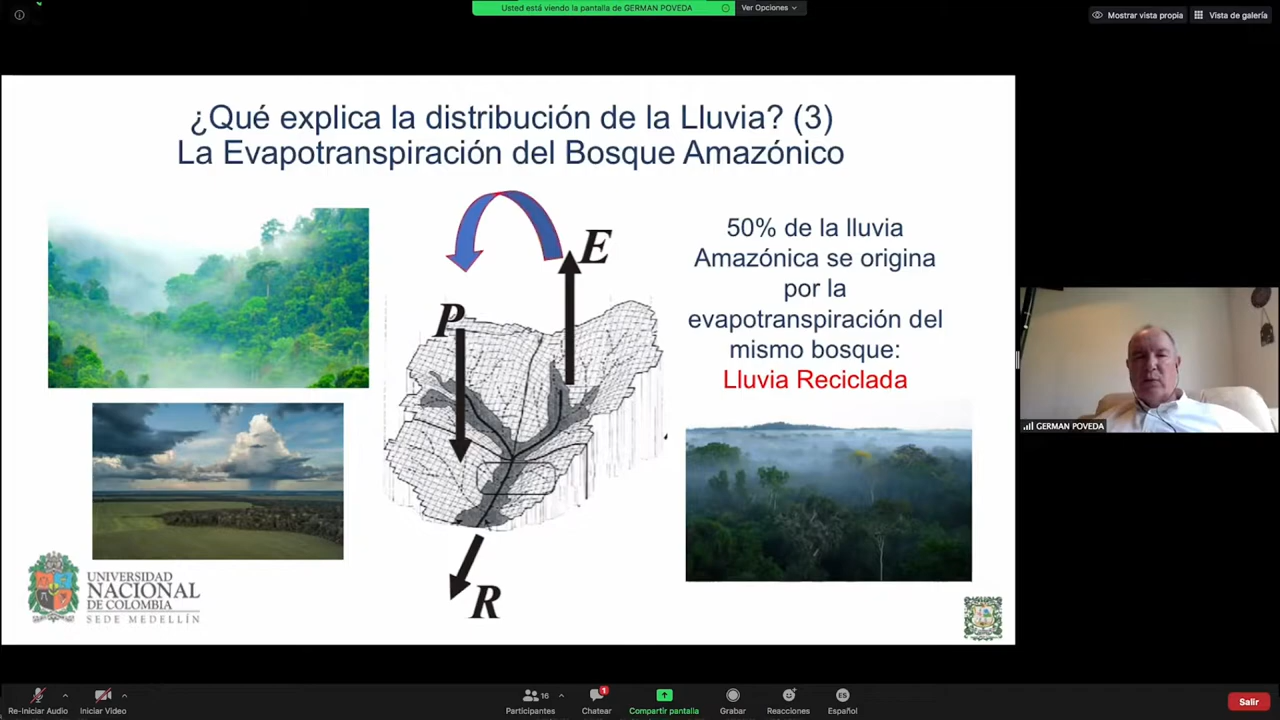 Usted está viendo la pantalla de GERMAN POVEDA
Ver Opciones
Mostrar vista propia
Vista de galería
¿Qué explica la distribución de la Lluvia? (3)
La Evapotranspiración del Bosque Amazónico
E
P
R
50% de la lluvia
Amazónica se origina
por la
evapotranspiración del
mismo bosque:
Lluvia Reciclada
GERMAN POVEDA
UNIVERSIDAD
NACIONAL
DE COLOMBIA
SEDE MEDELLÍN
Re-Iniciar Audio
Iniciar Video
16
Participantes
1
Chatear
Compartir pantalla
Grabar
Reacciones
ES
Español
Salir